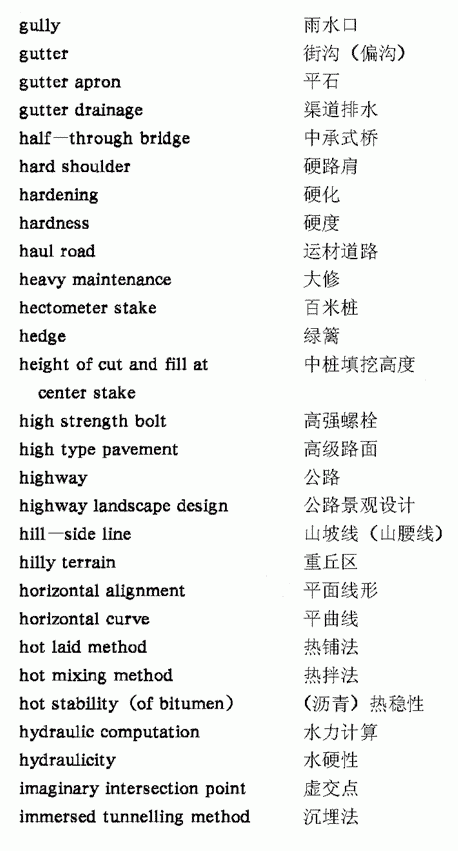 gully 雨水口
gutter 街沟（偏沟）
gutter apron 平石
gutter drainage 渠道排水
half—through bridge 中承式桥
hard shoulder 硬路肩
hardening 硬化
hardness 硬度
haul road 运材道路
heavy maintenance 大修
hectometer stake 百米桩
hedge 绿篱
height of cut and fill at 中桩填挖高度
center stake
high strength bolt 高强螺栓
high type pavement 高级路面
highway 公路
highway landscape design 公路景观设计
hill—side line 山坡线（山腰线）
hilly terrain 重丘区
horizontal alignment 平面线形
horizontal curve 平曲线
hot laid method 热铺法
hot mixing method 热拌法
hot stability (of bitumen) (沥青）热稳性
hydraulic computation 水力计算
hydraulicity 水硬性
imaginary intersection point 虚交点
immersed tunnelling method 沉埋法